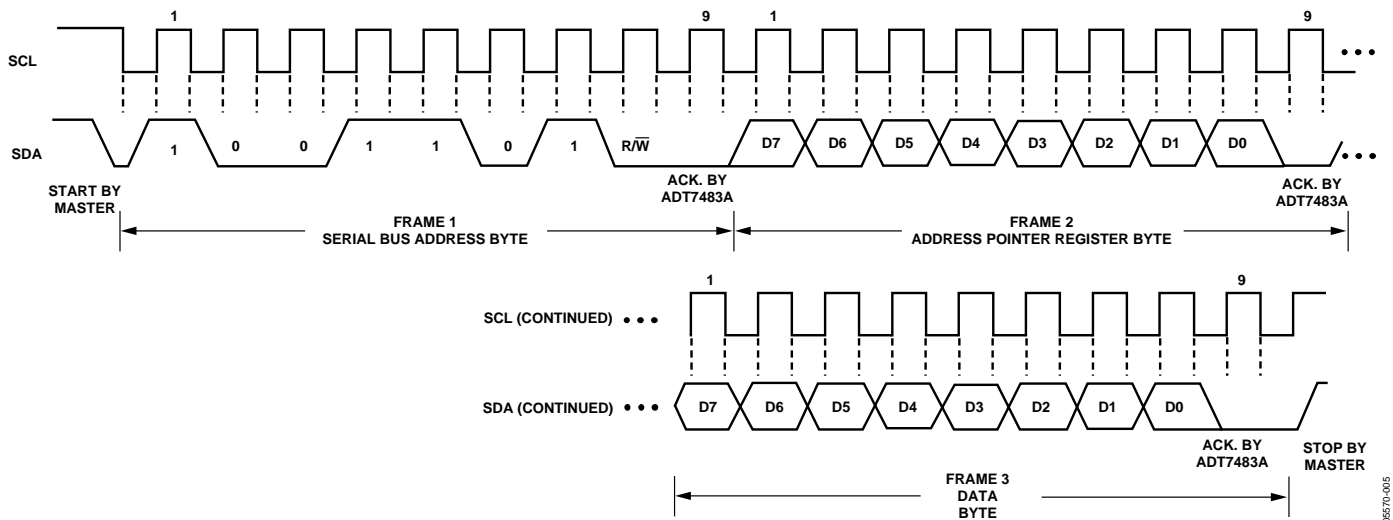 1 9 1 9
SCL
SDA
1 0 0 1 1 0 1 R/W̅ D7 D6 D5 D4 D3 D2 D1 D0
START BY
MASTER
ACK. BY
ADT7483A
ACK. BY
ADT7483A
FRAME 1
SERIAL BUS ADDRESS BYTE
FRAME 2
ADDRESS POINTER REGISTER BYTE
1 9
SCL (CONTINUED)
SDA (CONTINUED) D7 D6 D5 D4 D3 D2 D1 D0
ACK. BY
ADT7483A
STOP BY
MASTER
FRAME 3
DATA
BYTE
05570-005